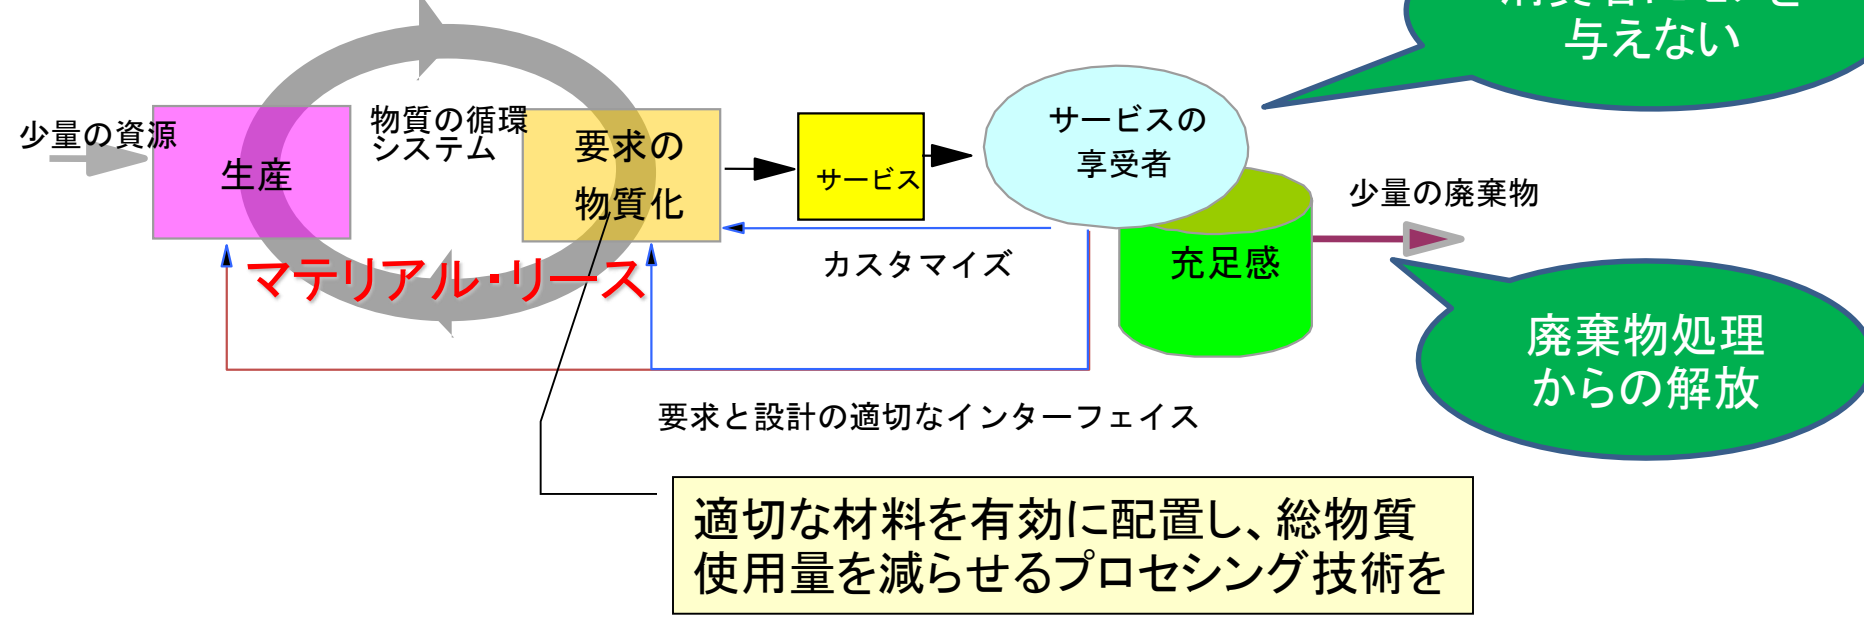 与えない
少量の資源
物質の循環
システム
生産
要求の
物質化
サービス
サービスの
享受者
少量の廃棄物
充足感
カスタマイズ
マテリアル・リース
廃棄物処理
からの解放
要求と設計の適切なインターフェイス
適切な材料を有効に配置し、総物質
使用量を減らせるプロセシング技術を